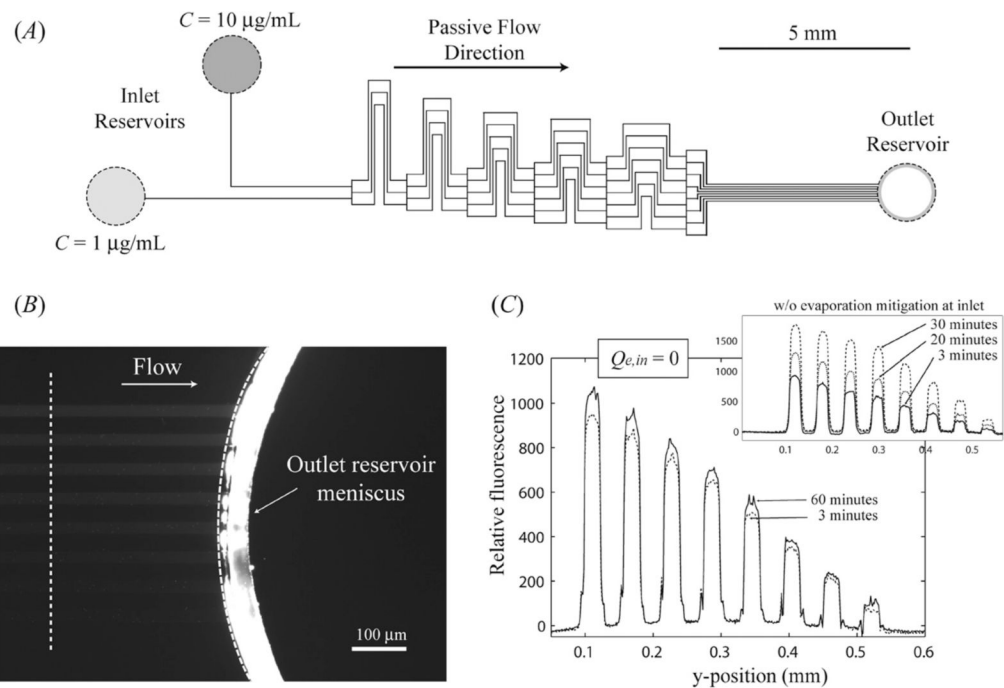 (A)
C = 10 μg/mL
Passive Flow
Direction
5 mm
Inlet
Reservoirs
Outlet
Reservoir
C = 1 μg/mL
(B)
Flow
Outlet reservoir
meniscus
100 μm
(C)
w/o evaporation mitigation at inlet
30 minutes
20 minutes
3 minutes
1500
1000
500
0
0.1
0.2
0.3
0.4
0.5
Qe,in = 0
1200
1000
800
600
400
200
0
Relative fluorescence
60 minutes
3 minutes
0.1
0.2
0.3
0.4
0.5
0.6
y-position (mm)